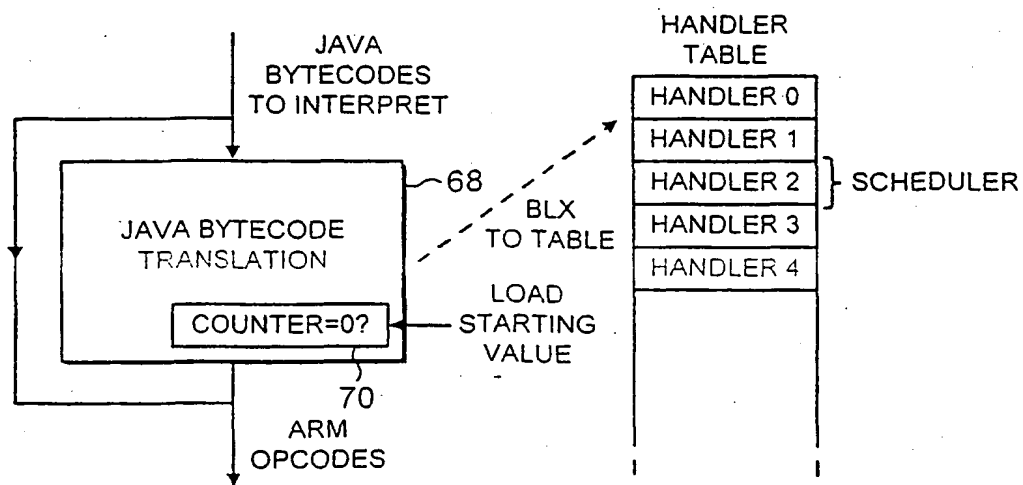 JAVA
BYTECODES
TO INTERPRET
68
JAVA BYTECODE
TRANSLATION
COUNTER=0?
70
LOAD
STARTING
VALUE
BLX
TO TABLE
ARM
OPCODES
HANDLER
TABLE
HANDLER 0
HANDLER 1
HANDLER 2
SCHEDULER
HANDLER 3
HANDLER 4